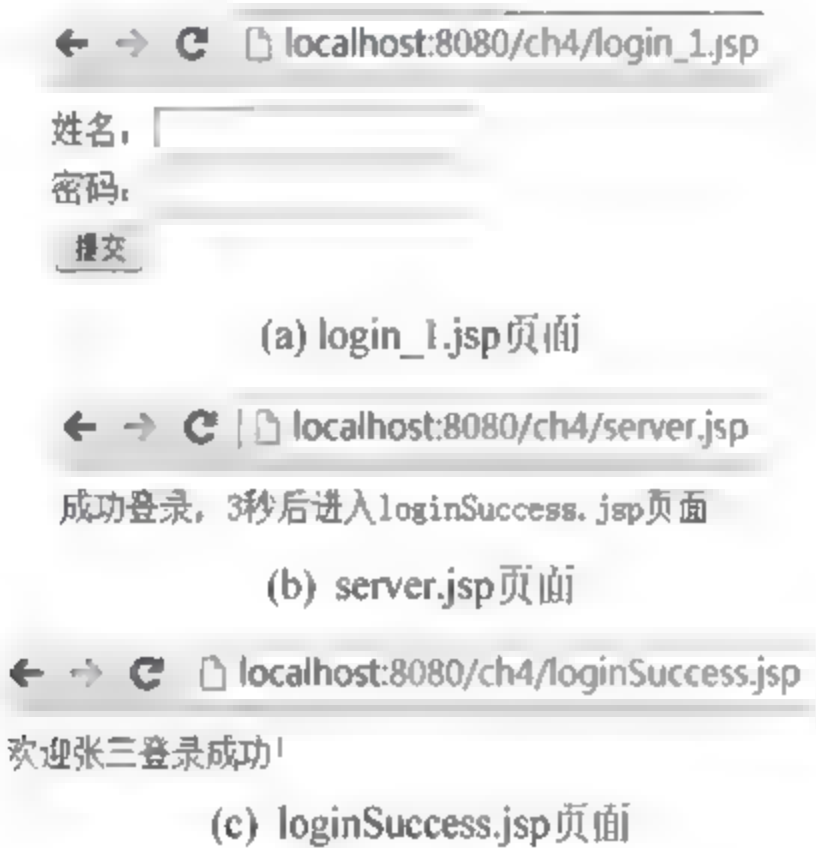 localhost:8080/ch4/login_1.jsp
姓名:
密码:
提交
(a) login_1.jsp页面
localhost:8080/ch4/server.jsp
成功登录，3秒后进入loginSuccess.jsp页面
(b) server.jsp页面
localhost:8080/ch4/loginSuccess.jsp
欢迎张三登录成功!
(c) loginSuccess.jsp页面